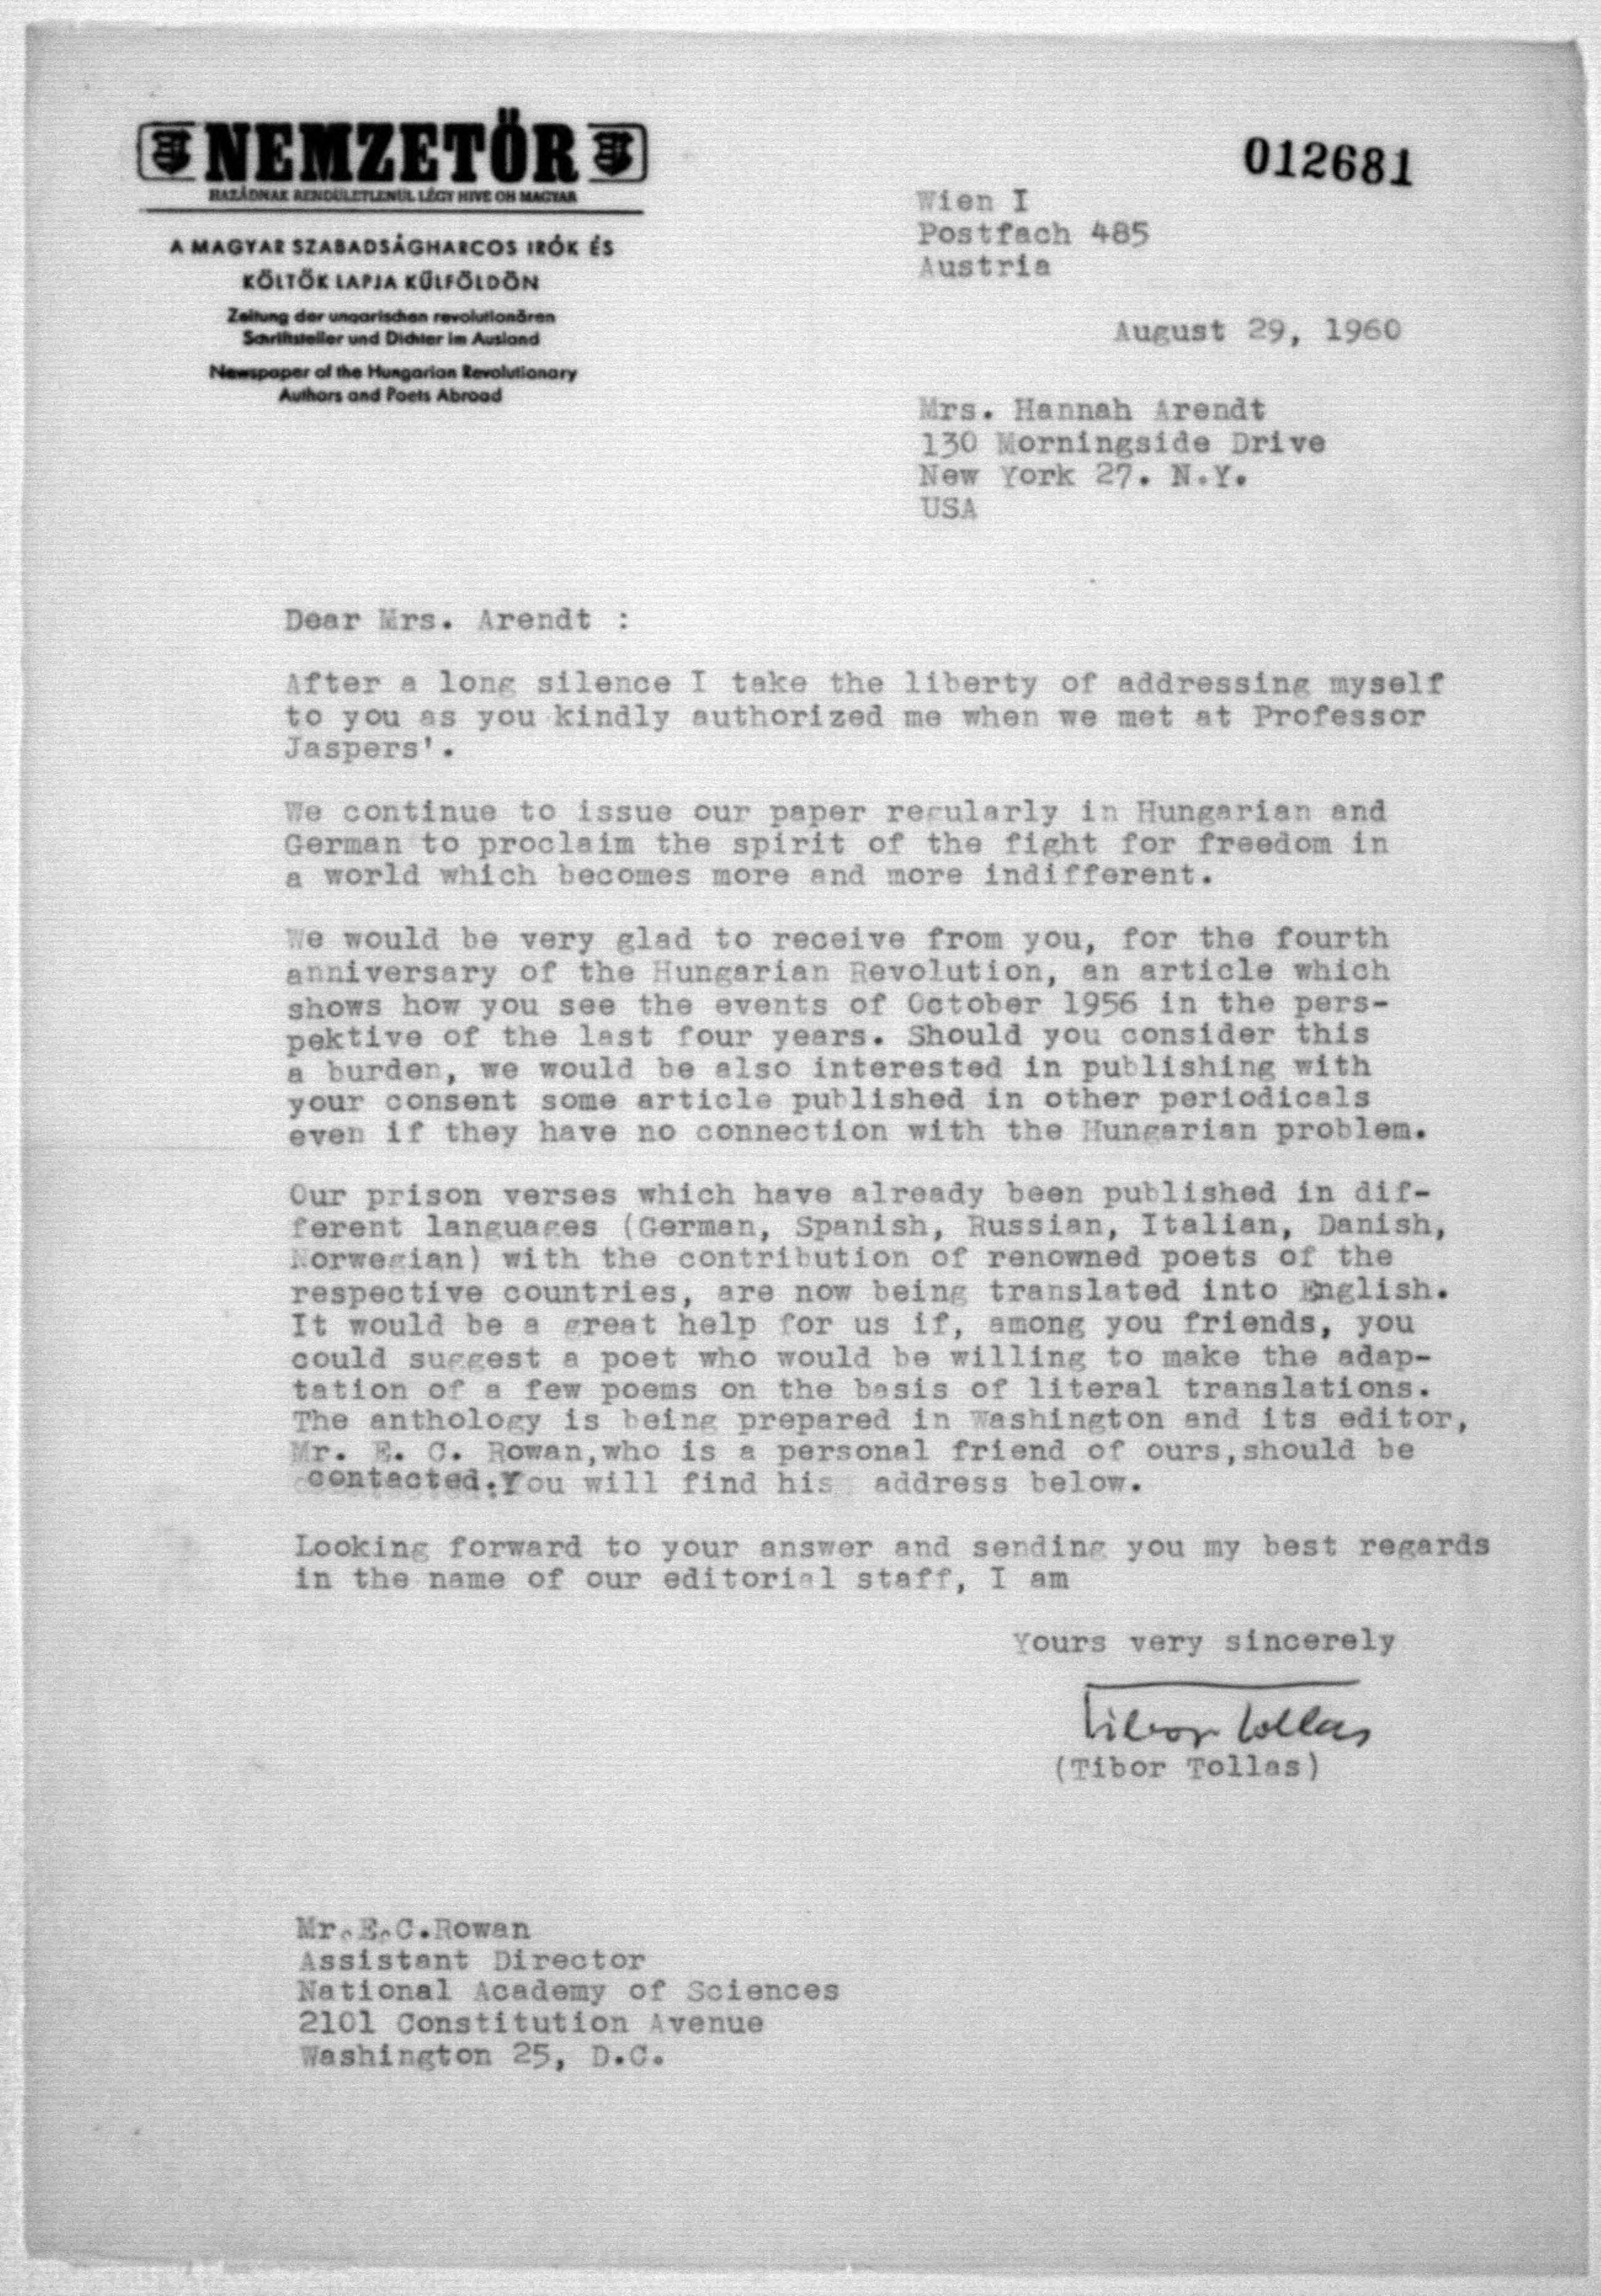 NEMZETŐR
HAZÁDNAK RENDÜLETLENÜL LÉGY HIVE OH MAGYAR
A MAGYAR SZABADSÁGHARCOS IRÓK ÉS
KÖLTŐK LAPJA KÜLFÖLDÖN
Zeitung der ungarischen revolutionären
Schriftsteller und Dichter im Ausland
Newspaper of the Hungarian Revolutionary
Authors and Poets Abroad
012681
Wien I
Postfach 485
Austria
August 29, 1960
Mrs. Hannah Arendt
130 Morningside Drive
New York 27. N.Y.
USA
Dear Mrs. Arendt :
After a long silence I take the liberty of addressing myself
to you as you kindly authorized me when we met at Professor
Jaspers'.
We continue to issue our paper regularly in Hungarian and
German to proclaim the spirit of the fight for freedom in
a world which becomes more and more indifferent.
We would be very glad to receive from you, for the fourth
anniversary of the Hungarian Revolution, an article which
shows how you see the events of October 1956 in the pers-
pektive of the last four years. Should you consider this
a burden, we would be also interested in publishing with
your consent some article published in other periodicals
even if they have no connection with the Hungarian problem.
Our prison verses which have already been published in dif-
ferent languages (German, Spanish, Russian, Italian, Danish,
Norwegian) with the contribution of renowned poets of the
respective countries, are now being translated into English.
It would be a great help for us if, among you friends, you
could suggest a poet who would be willing to make the adap-
tation of a few poems on the basis of literal translations.
The anthology is being prepared in Washington and its editor,
Mr. E. C. Rowan,who is a personal friend of ours,should be
contacted.You will find his address below.
Looking forward to your answer and sending you my best regards
in the name of our editorial staff, I am
Yours very sincerely
Tibor Tollas
(Tibor Tollas)
Mr.E.C.Rowan
Assistant Director
National Academy of Sciences
2101 Constitution Avenue
Washington 25, D.C.